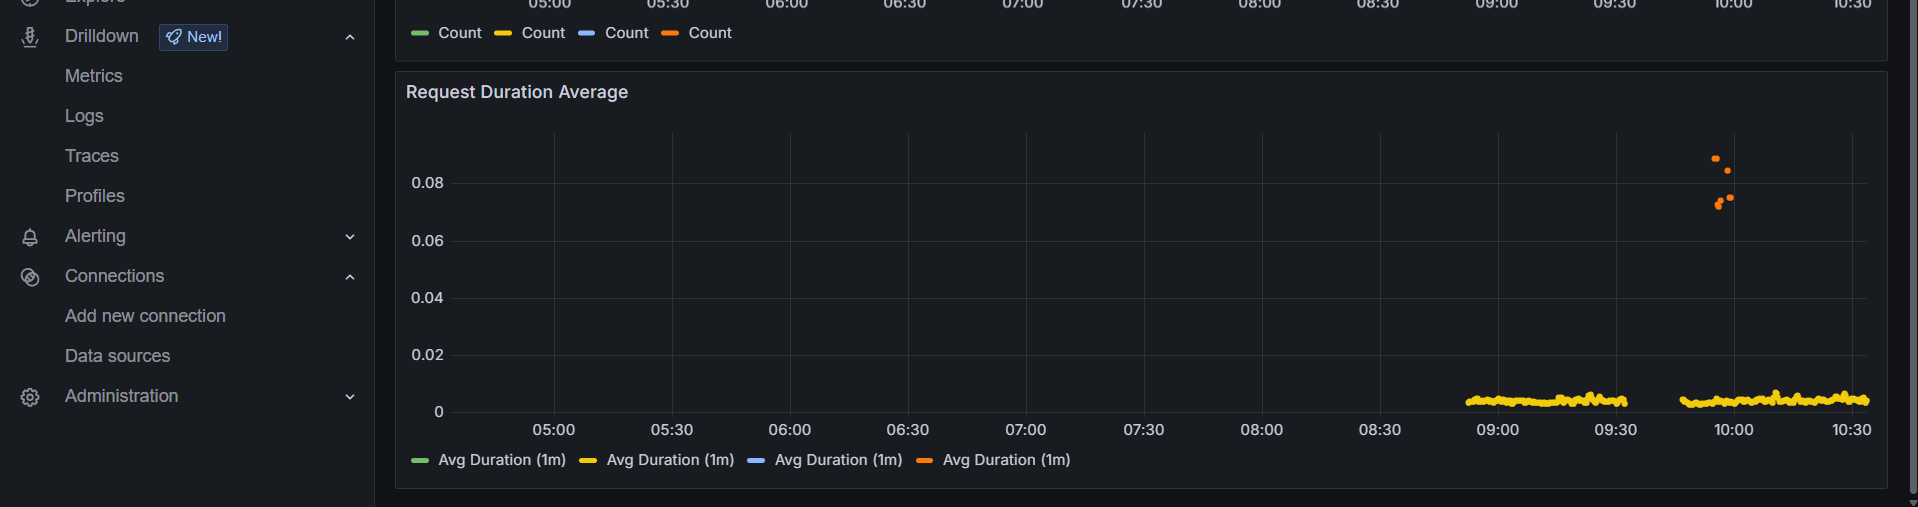 Explore
Drilldown New!
Metrics
Logs
Traces
Profiles
Alerting
Connections
Add new connection
Data sources
Administration
05:00 05:30 06:00 06:30 07:00 07:30 08:00 08:30 09:00 09:30 10:00 10:30
Count Count Count Count
Request Duration Average
0.08
0.06
0.04
0.02
0
05:00 05:30 06:00 06:30 07:00 07:30 08:00 08:30 09:00 09:30 10:00 10:30
Avg Duration (1m) Avg Duration (1m) Avg Duration (1m) Avg Duration (1m)